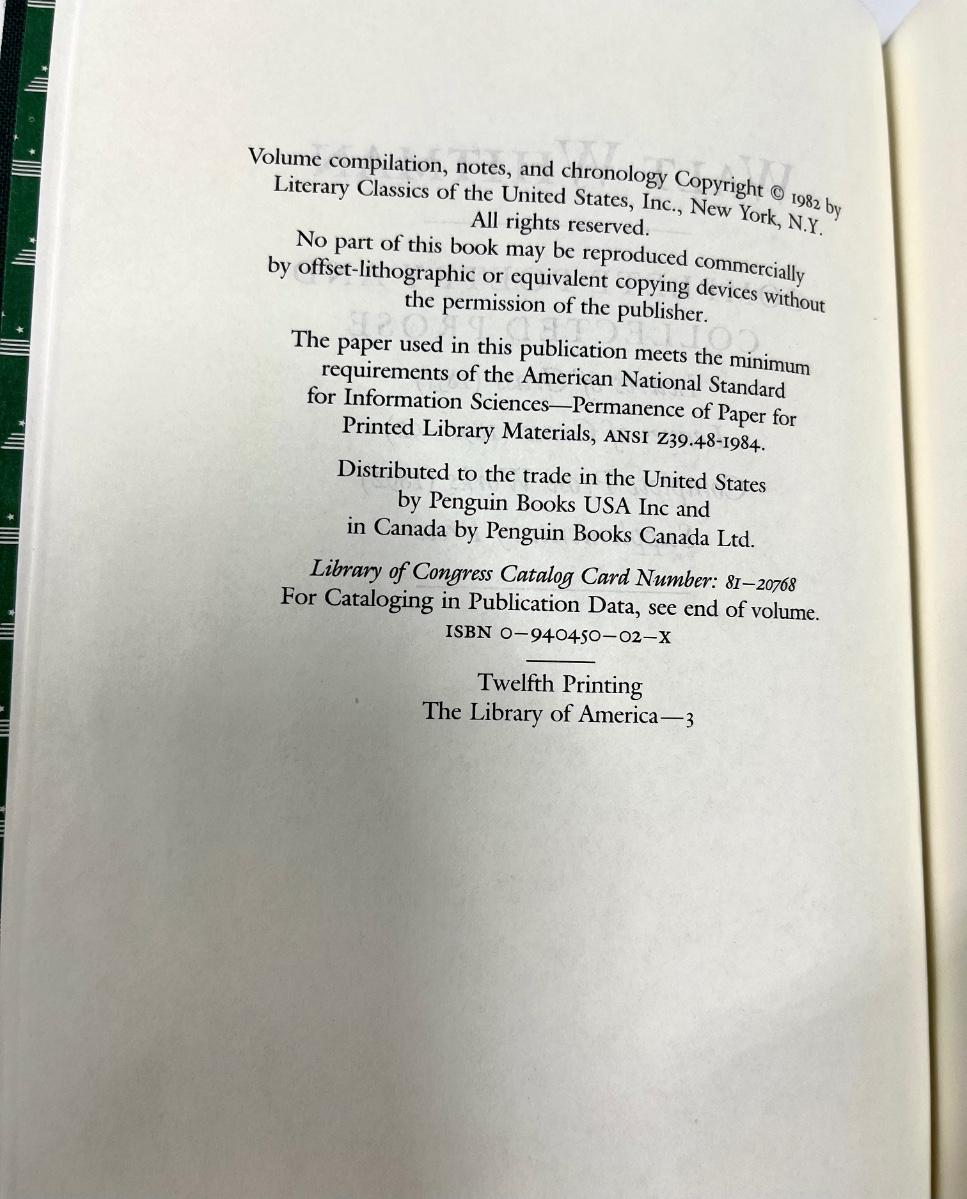 Volume compilation, notes, and chronology Copyright © 1982 by
Literary Classics of the United States, Inc., New York, N.Y.
All rights reserved.
No part of this book may be reproduced commercially
by offset-lithographic or equivalent copying devices without
the permission of the publisher.
The paper used in this publication meets the minimum
requirements of the American National Standard
for Information Sciences—Permanence of Paper for
Printed Library Materials, ANSI Z39.48-1984.
Distributed to the trade in the United States
by Penguin Books USA Inc and
in Canada by Penguin Books Canada Ltd.
Library of Congress Catalog Card Number: 81–20768
For Cataloging in Publication Data, see end of volume.
ISBN 0–940450–02–X
Twelfth Printing
The Library of America—3